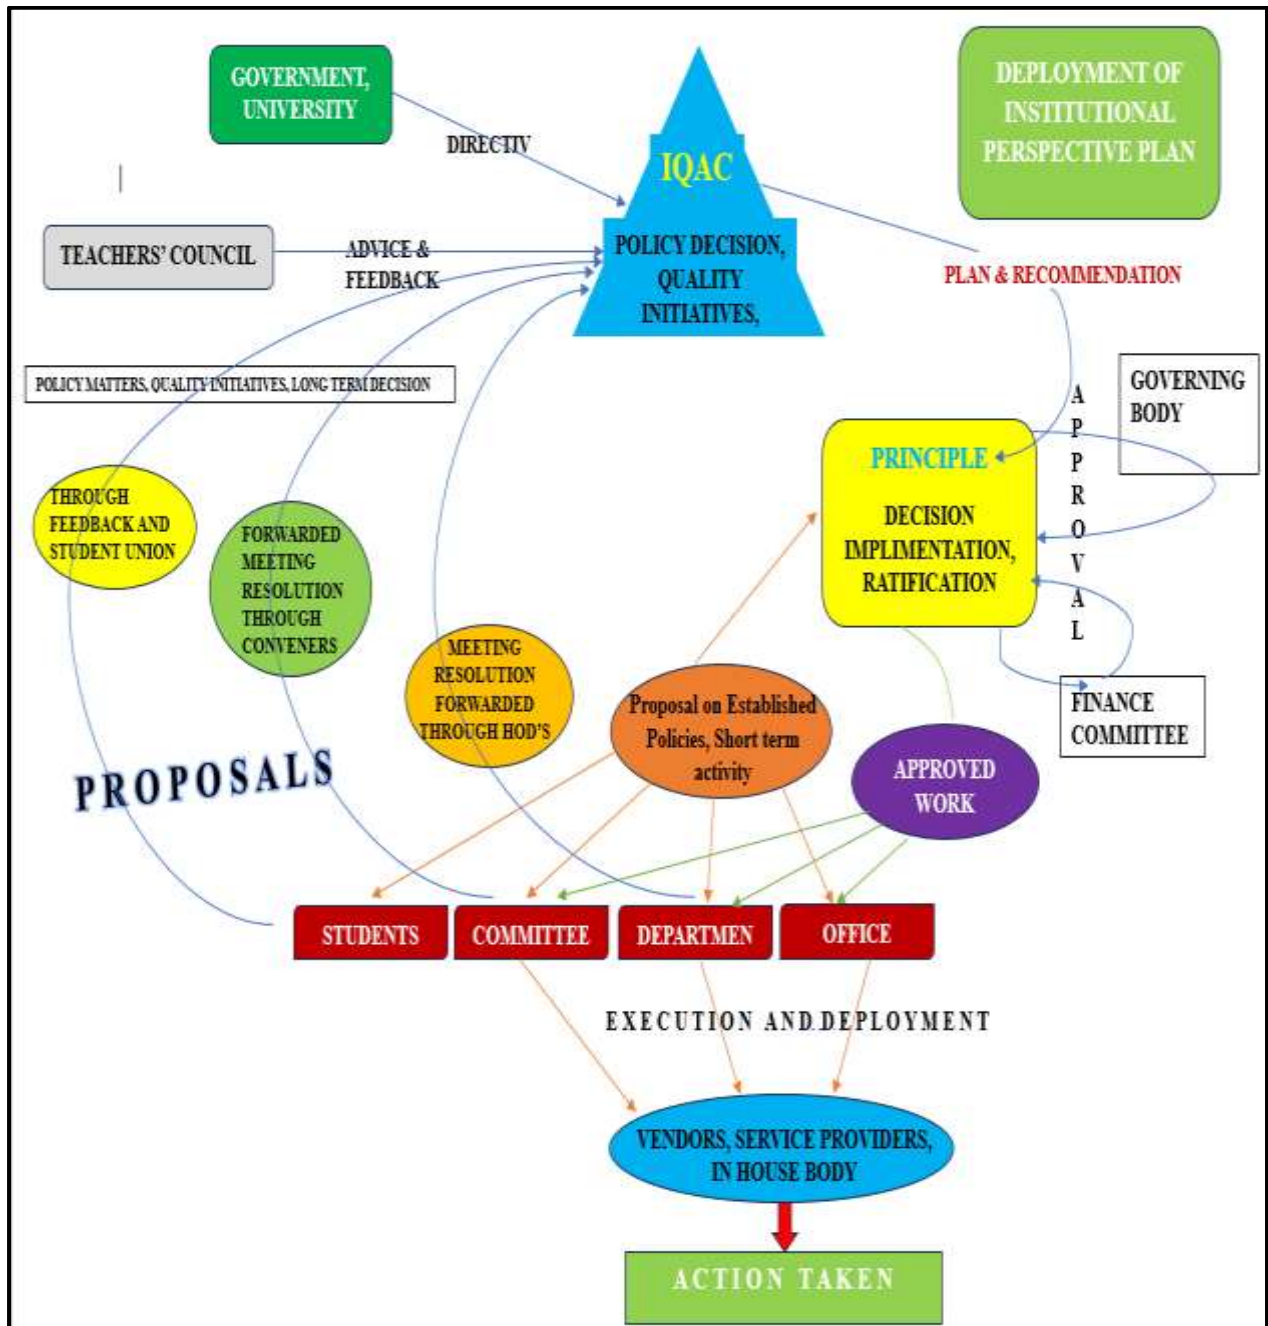 GOVERNMENT,
UNIVERSITY
DIRECTIV
IQAC
POLICY DECISION,
QUALITY
INITIATIVES,
DEPLOYMENT OF
INSTITUTIONAL
PERSPECTIVE PLAN
TEACHERS' COUNCIL
ADVICE &
FEEDBACK
PLAN & RECOMMENDATION
POLICY MATTERS, QUALITY INITIATIVES, LONG TERM DECISION
GOVERNING
BODY
A
P
P
R
O
V
A
L
PRINCIPLE
DECISION
IMPLIMENTATION,
RATIFICATION
THROUGH
FEEDBACK AND
STUDENT UNION
FORWARDED
MEETING
RESOLUTION
THROUGH
CONVENERS
MEETING
RESOLUTION
FORWARDED
THROUGH HOD'S
Proposal on Established
Policies, Short term
activity
FINANCE
COMMITTEE
PROPOSALS
APPROVED
WORK
STUDENTS
COMMITTEE
DEPARTMEN
OFFICE
EXECUTION AND DEPLOYMENT
VENDORS, SERVICE PROVIDERS,
IN HOUSE BODY
ACTION TAKEN